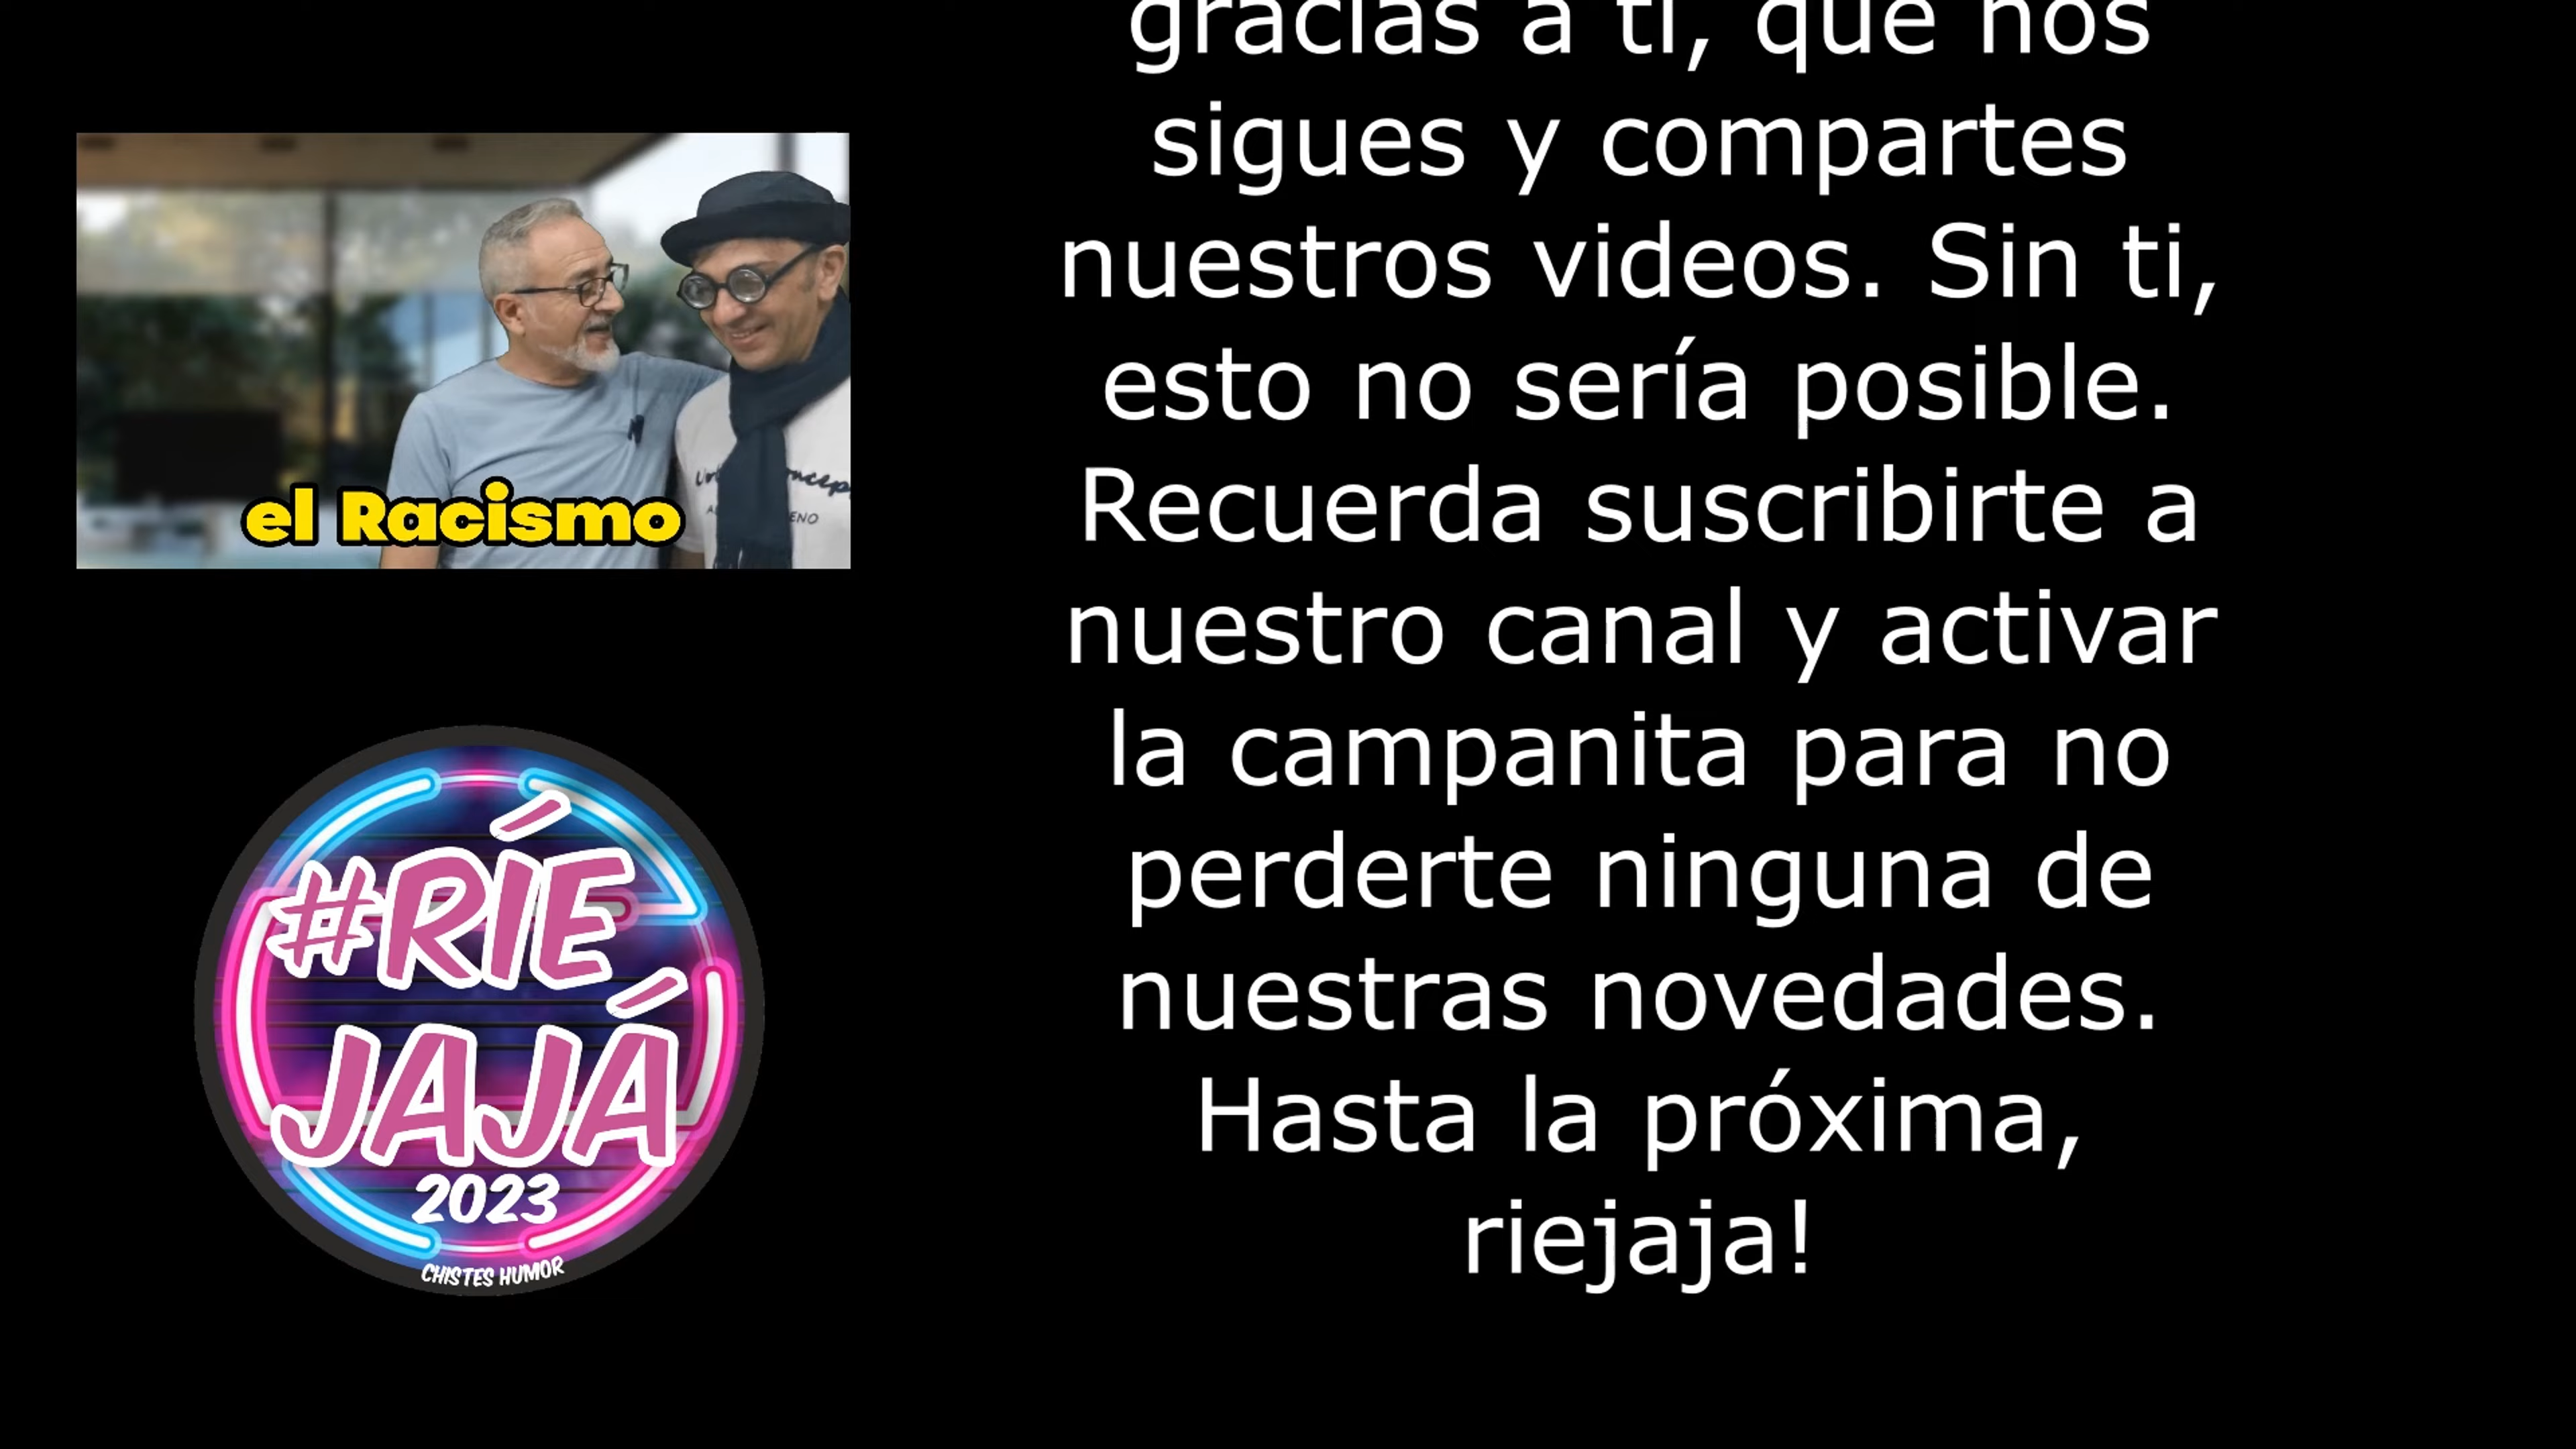 gracias a ti, que nos
sigues y compartes
nuestros videos. Sin ti,
esto no sería posible.
Recuerda suscribirte a
nuestro canal y activar
la campanita para no
perderte ninguna de
nuestras novedades.
Hasta la próxima,
riejaja!
el Racismo
#RÍE
JAJÁ
2023
CHISTES HUMOR